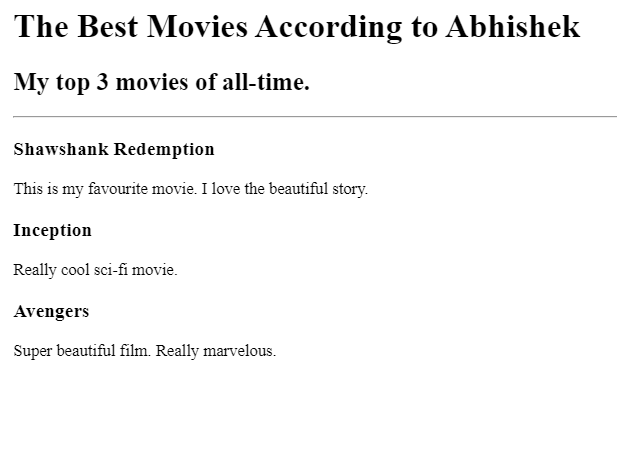 The Best Movies According to Abhishek
My top 3 movies of all-time.
Shawshank Redemption
This is my favourite movie. I love the beautiful story.
Inception
Really cool sci-fi movie.
Avengers
Super beautiful film. Really marvelous.